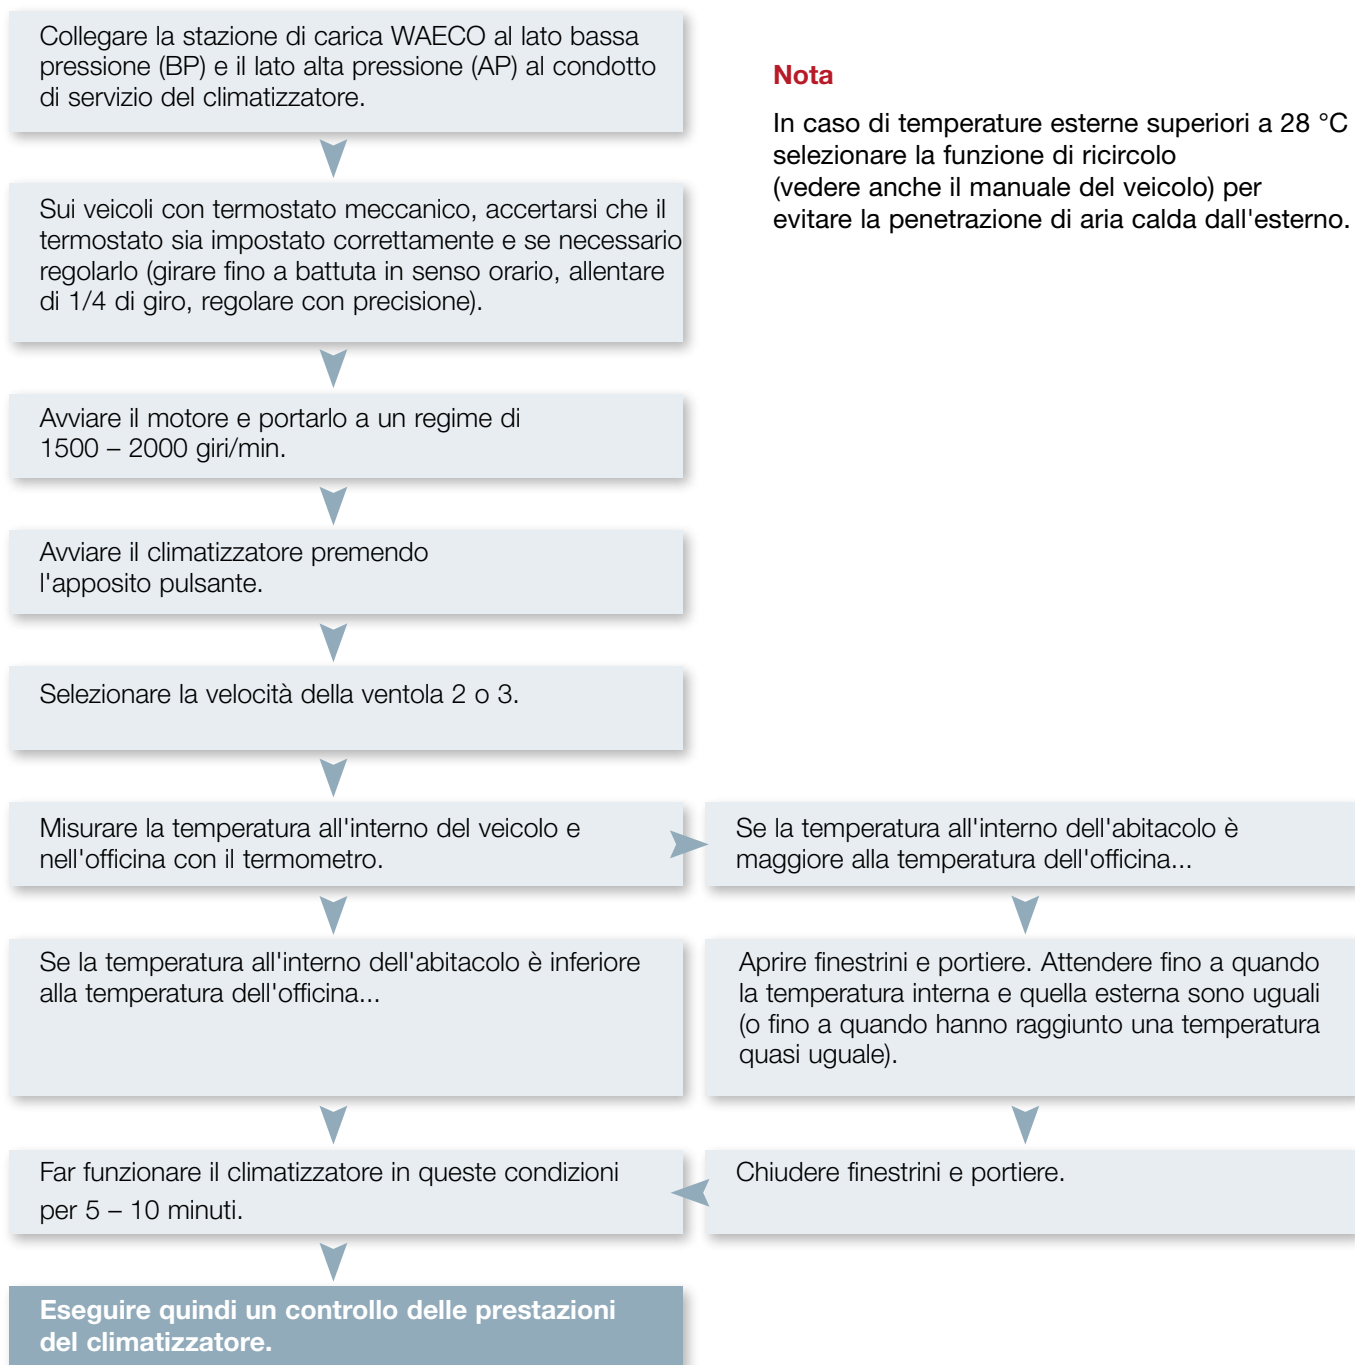 Collegare la stazione di carica WAECO al lato bassa
pressione (BP) e il lato alta pressione (AP) al condotto
di servizio del climatizzatore.
Nota
In caso di temperature esterne superiori a 28 °C
selezionare la funzione di ricircolo
(vedere anche il manuale del veicolo) per
evitare la penetrazione di aria calda dall'esterno.
Sui veicoli con termostato meccanico, accertarsi che il
termostato sia impostato correttamente e se necessario
regolarlo (girare fino a battuta in senso orario, allentare
di 1/4 di giro, regolare con precisione).
Avviare il motore e portarlo a un regime di
1500 – 2000 giri/min.
Avviare il climatizzatore premendo
l'apposito pulsante.
Selezionare la velocità della ventola 2 o 3.
Misurare la temperatura all'interno del veicolo e
nell'officina con il termometro.
Se la temperatura all'interno dell'abitacolo è
maggiore alla temperatura dell'officina...
Se la temperatura all'interno dell'abitacolo è inferiore
alla temperatura dell'officina...
Aprire finestrini e portiere. Attendere fino a quando
la temperatura interna e quella esterna sono uguali
(o fino a quando hanno raggiunto una temperatura
quasi uguale).
Far funzionare il climatizzatore in queste condizioni
per 5 – 10 minuti.
Chiudere finestrini e portiere.
Eseguire quindi un controllo delle prestazioni
del climatizzatore.